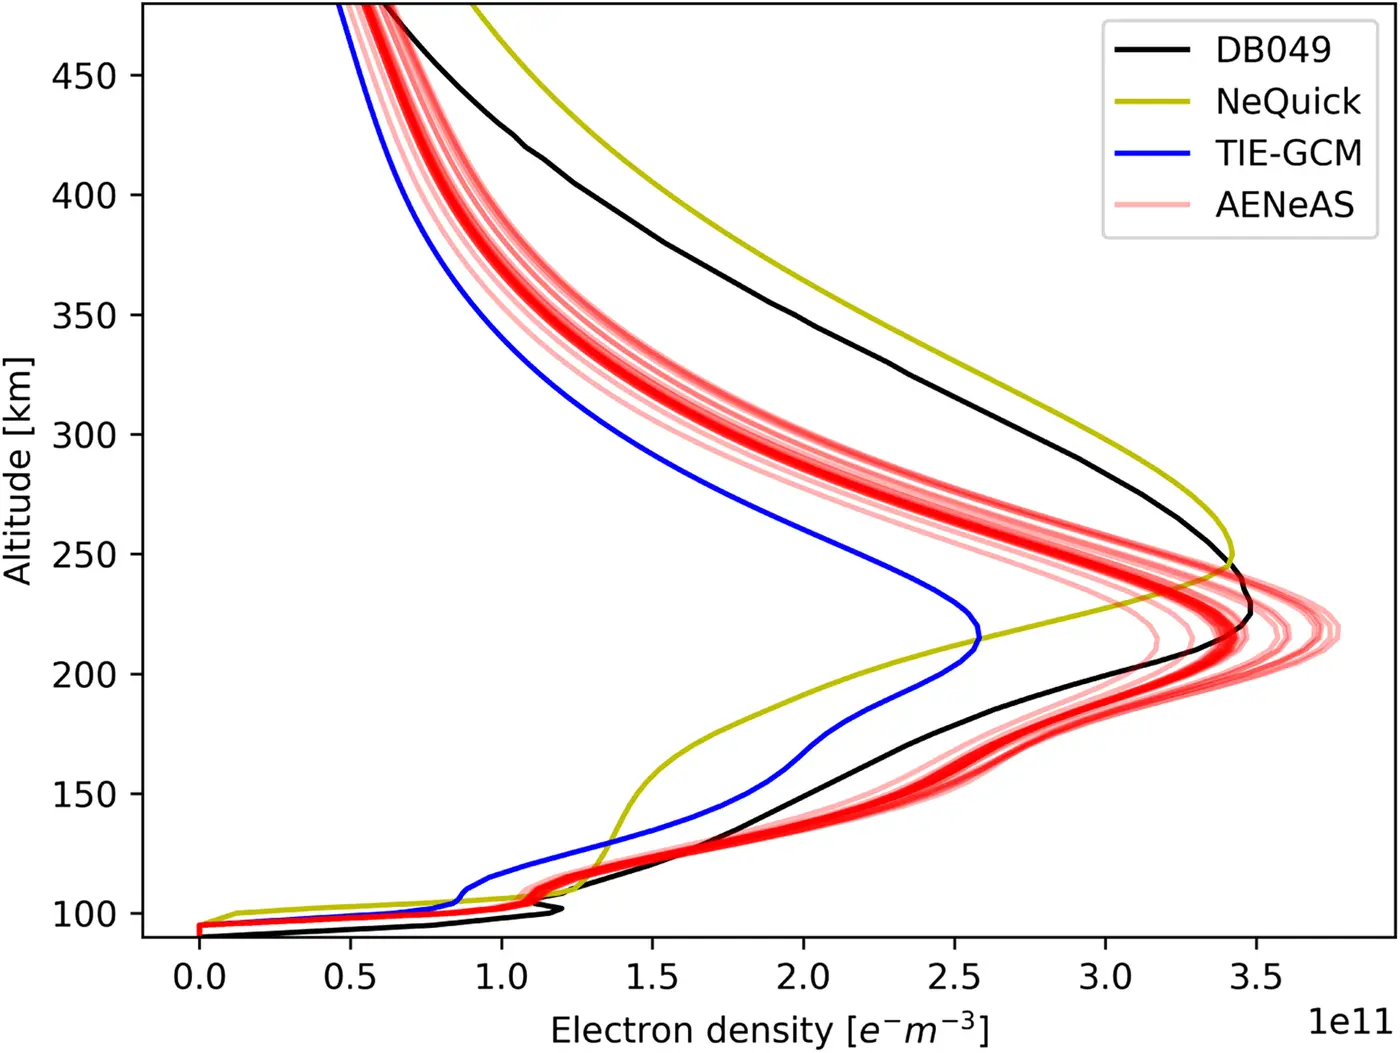 DB049
NeQuick
TIE-GCM
AENeAS
450
400
350
300
250
200
150
100
Altitude [km]
0.0 0.5 1.0 1.5 2.0 2.5 3.0 3.5
1e11
Electron density [e⁻m⁻³]